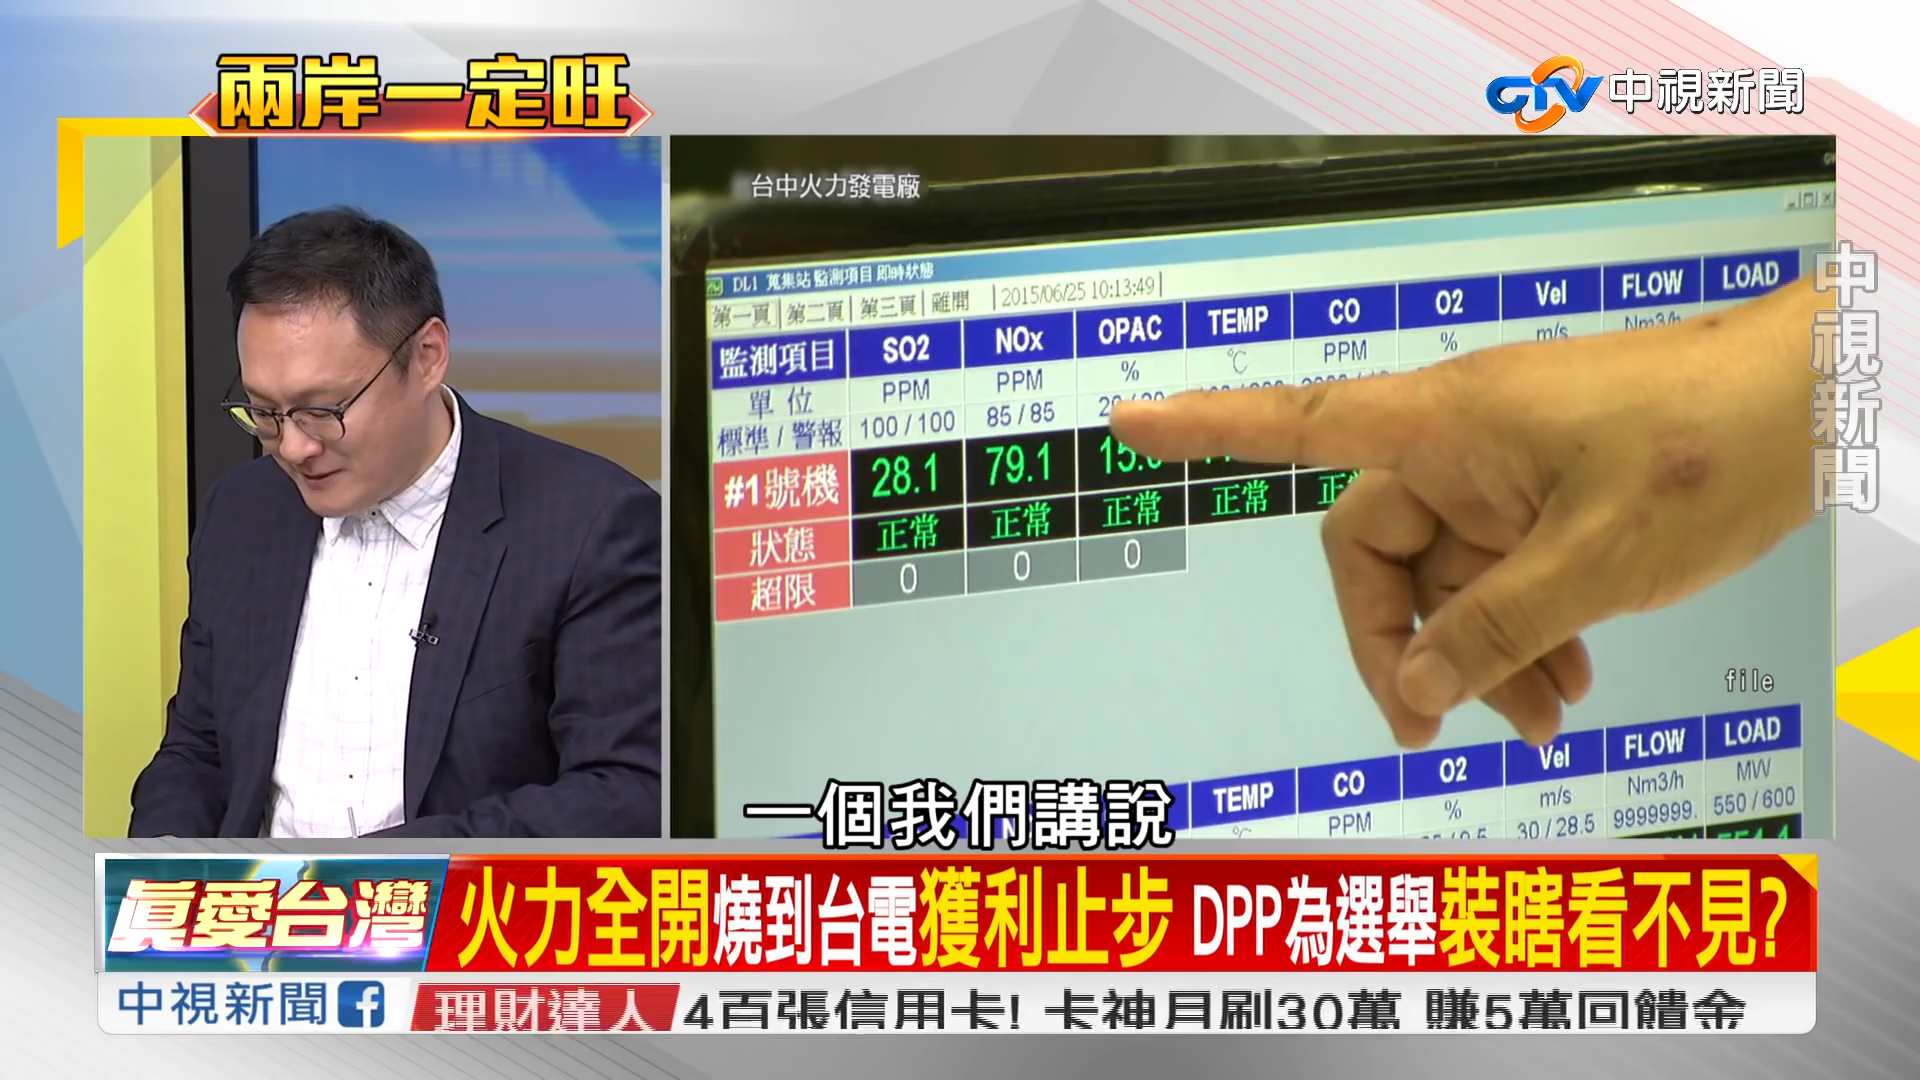 兩岸一定旺
CTV 中視新聞
台中火力發電廠
中視新聞
DL1 蒐集站 監測項目 即時狀態
第一頁 第二頁 第三頁 離開 2015/06/25 10:13:49
監測項目 SO2 NOx OPAC TEMP CO O2 Vel FLOW LOAD
單位 PPM PPM % ℃ PPM % m/s Nm3/h
標準/警報 100/100 85/85
#1號機 28.1 79.1
狀態 正常 正常 正常 正常
超限 0 0 0
file
TEMP CO O2 Vel FLOW LOAD
℃ PPM % m/s Nm3/h MW
30/28.5 9999999. 550/600
一個我們講說
真愛台灣 火力全開燒到台電獲利止步 DPP為選舉裝瞎看不見?
中視新聞 理財達人 4百張信用卡! 卡神月刷30萬 賺5萬回饋金